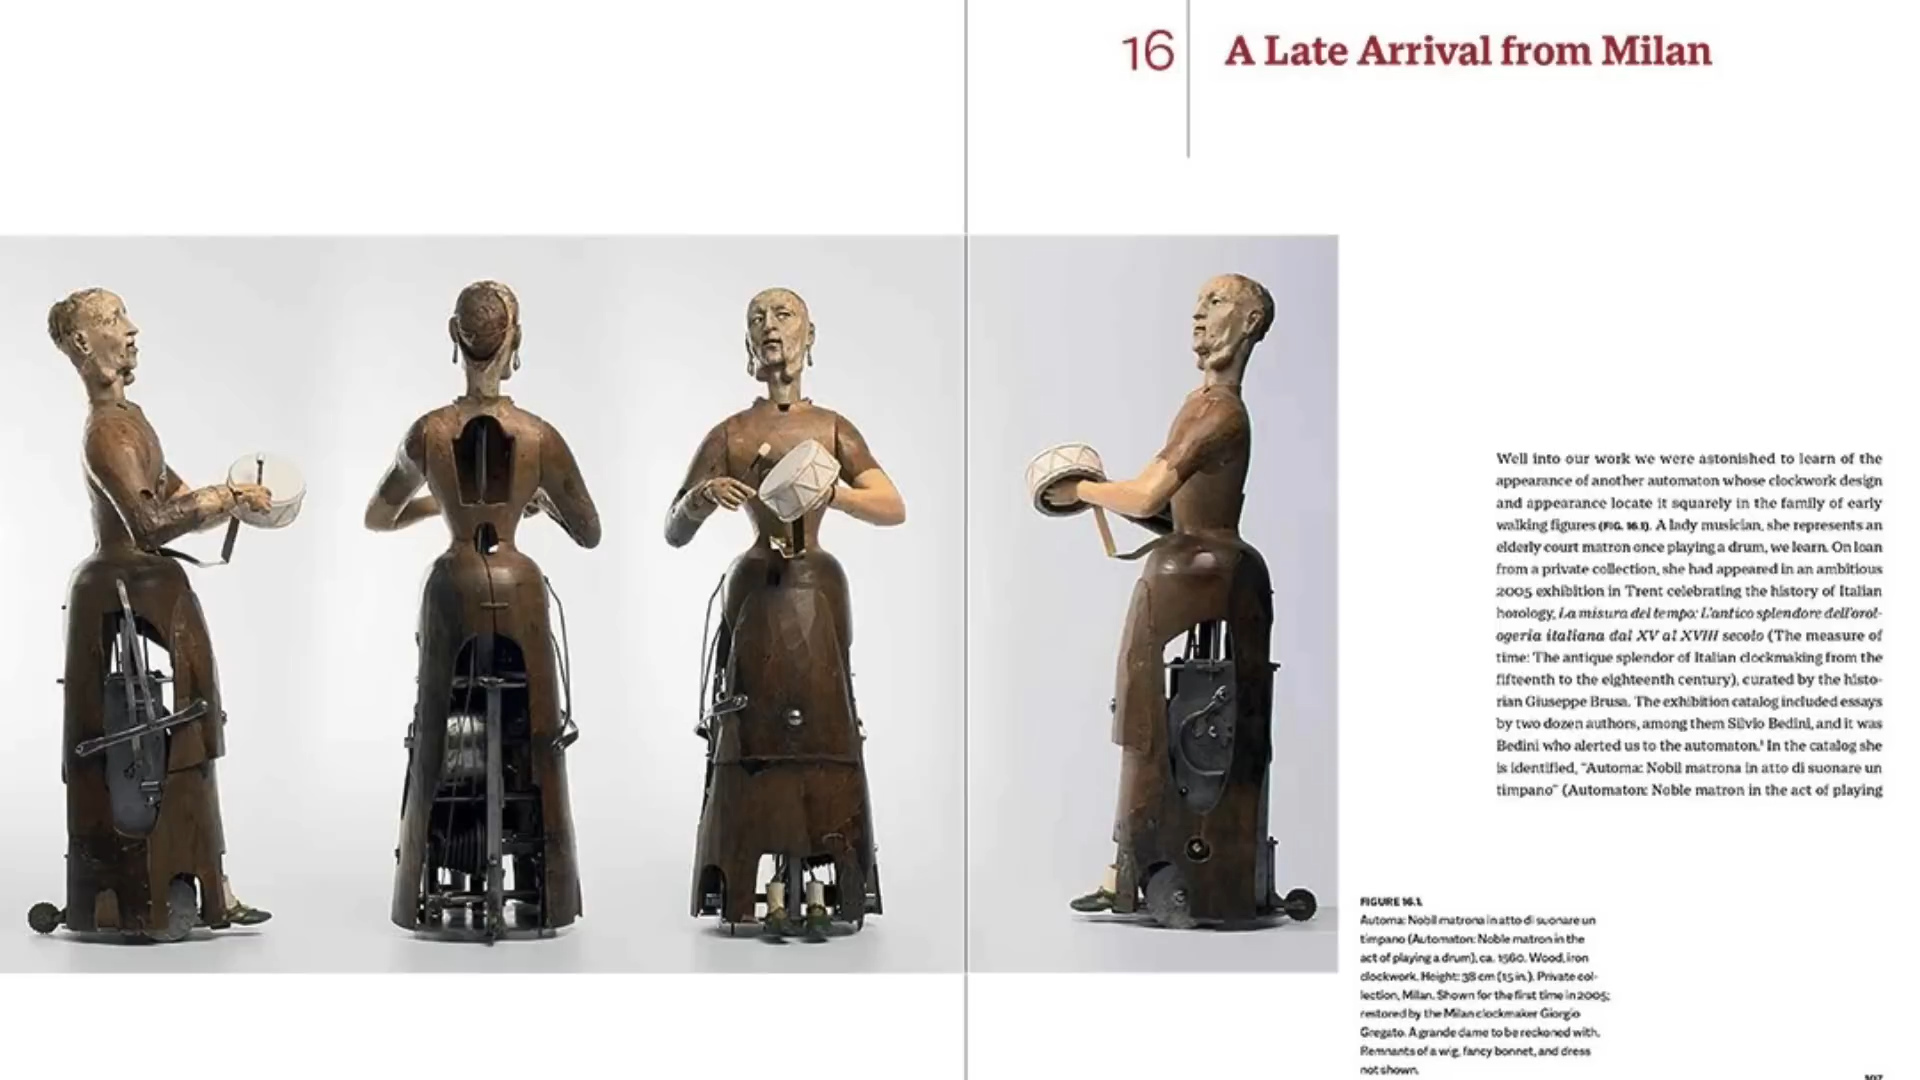 16
A Late Arrival from Milan
Well into our work we were astonished to learn of the
appearance of another automaton whose clockwork design
and appearance locate it squarely in the family of early
walking figures (FIG. 16.1). A lady musician, she represents an
elderly court matron once playing a drum, we learn. On loan
from a private collection, she had appeared in an ambitious
2005 exhibition in Trent celebrating the history of Italian
horology, La misura del tempo: L'antico splendore dell'orol-
ogeria italiana dal XV al XVIII secolo (The measure of
time: The antique splendor of Italian clockmaking from the
fifteenth to the eighteenth century), curated by the histo-
rian Giuseppe Brusa. The exhibition catalog included essays
by two dozen authors, among them Silvio Bedini, and it was
Bedini who alerted us to the automaton.¹ In the catalog she
is identified, "Automa: Nobil matrona in atto di suonare un
timpano" (Automaton: Noble matron in the act of playing
FIGURE 16.1.
Automa: Nobil matrona in atto di suonare un
timpano (Automaton: Noble matron in the
act of playing a drum), ca. 1560. Wood, iron
clockwork. Height: 38 cm (15 in.). Private col-
lection, Milan. Shown for the first time in 2005;
restored by the Milan clockmaker Giorgio
Gregato. A grande dame to be reckoned with.
Remnants of a wig, fancy bonnet, and dress
not shown.